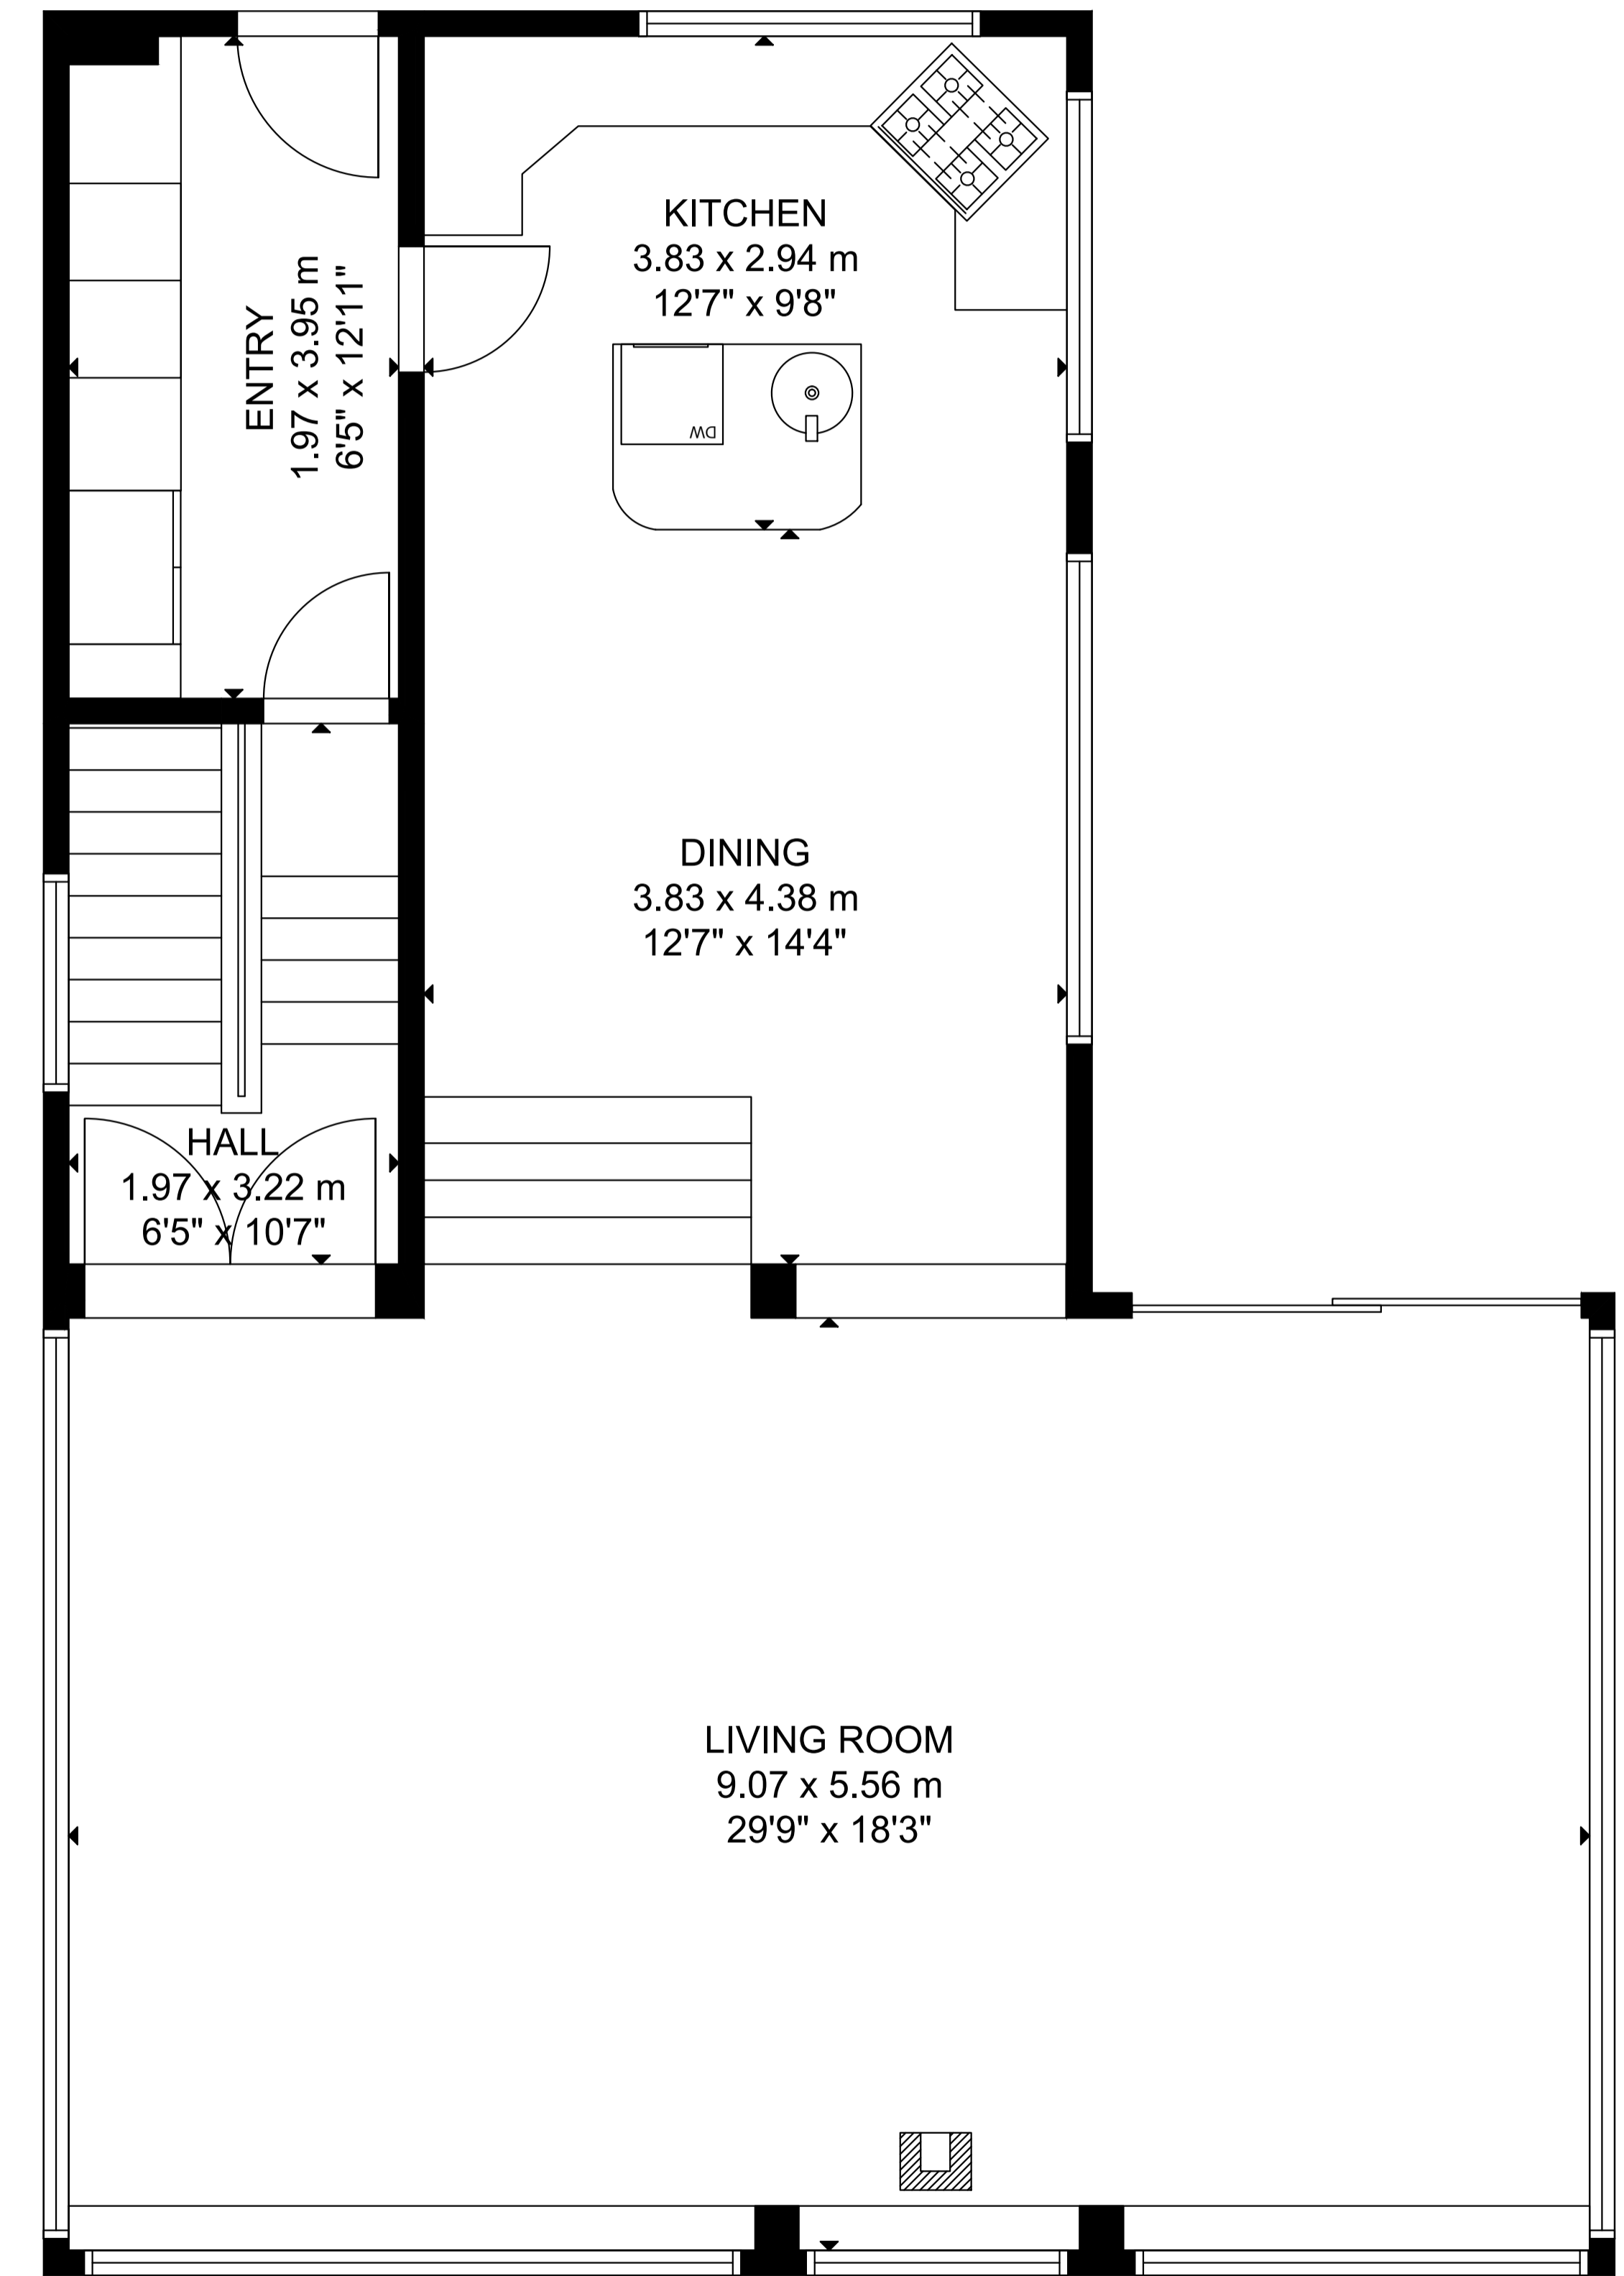 KITCHEN
3.83 x 2.94 m
12'7" x 9'8"
ENTRY
1.97 x 3.95 m
6'5" x 12'11"
DW
DINING
3.83 x 4.38 m
12'7" x 14'4"
HALL
1.97 x 3.22 m
6'5" x 10'7"
LIVING ROOM
9.07 x 5.56 m
29'9" x 18'3"